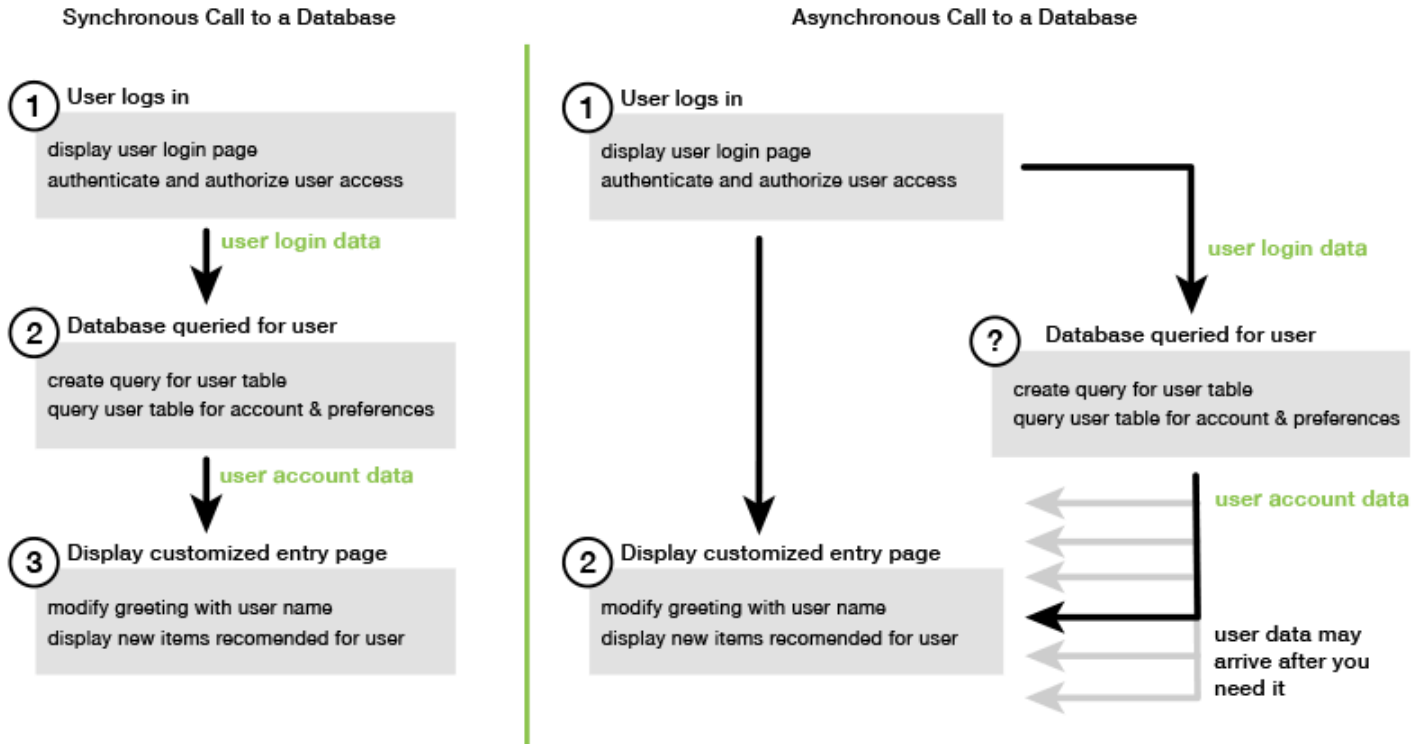 Synchronous Call to a Database
1
User logs in
display user login page
authenticate and authorize user access
user login data
2
Database queried for user
create query for user table
query user table for account & preferences
user account data
3
Display customized entry page
modify greeting with user name
display new items recomended for user
Asynchronous Call to a Database
1
User logs in
display user login page
authenticate and authorize user access
user login data
?
Database queried for user
create query for user table
query user table for account & preferences
user account data
2
Display customized entry page
modify greeting with user name
display new items recomended for user
user data may
arrive after you
need it